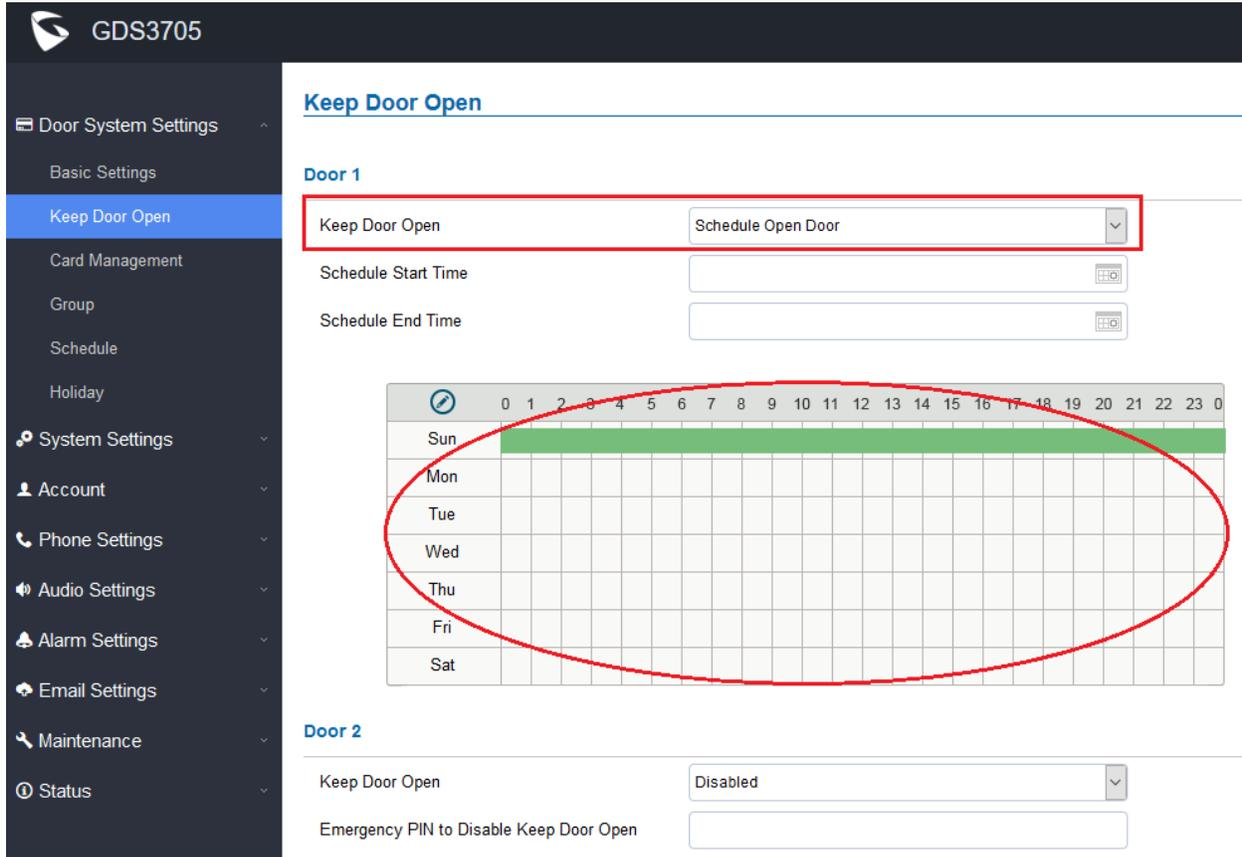 GDS3705
Door System Settings
Basic Settings
Keep Door Open
Card Management
Group
Schedule
Holiday
System Settings
Account
Phone Settings
Audio Settings
Alarm Settings
Email Settings
Maintenance
Status
Keep Door Open
Door 1
Keep Door Open Schedule Open Door
Schedule Start Time
Schedule End Time
0 1 2 3 4 5 6 7 8 9 10 11 12 13 14 15 16 17 18 19 20 21 22 23 0
Sun
Mon
Tue
Wed
Thu
Fri
Sat
Door 2
Keep Door Open Disabled
Emergency PIN to Disable Keep Door Open